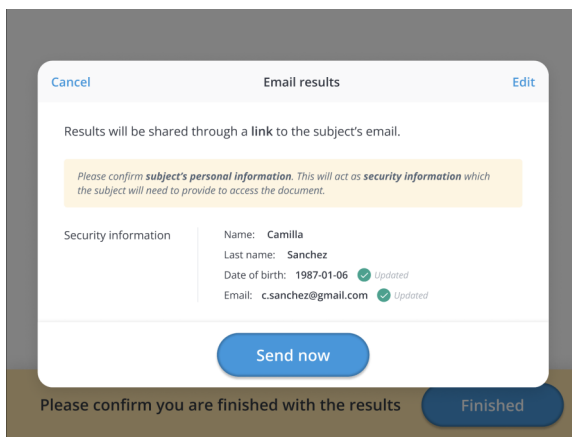 Cancel Email results Edit
Results will be shared through a link to the subject's email.
Please confirm subject's personal information. This will act as security information which
the subject will need to provide to access the document.
Security information Name: Camilla
Last name: Sanchez
Date of birth: 1987-01-06 Updated
Email: c.sanchez@gmail.com Updated
Send now
Please confirm you are finished with the results Finished